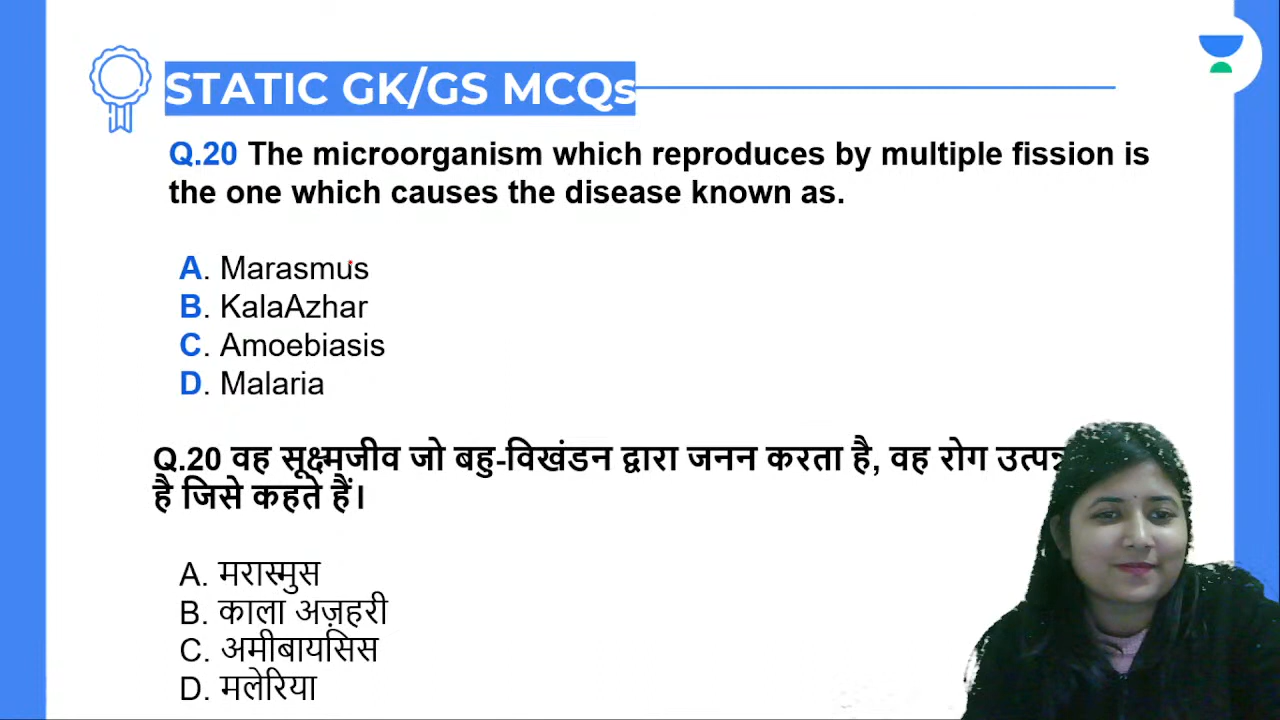 STATIC GK/GS MCQs
Q.20 The microorganism which reproduces by multiple fission is
the one which causes the disease known as.
A. Marasmus
B. KalaAzhar
C. Amoebiasis
D. Malaria
Q.20 वह सूक्ष्मजीव जो बहु-विखंडन द्वारा जनन करता है, वह रोग
है जिसे कहते हैं।
A. मरास्मुस
B. काला अज़हरी
C. अमीबायसिस
D. मलेरिया